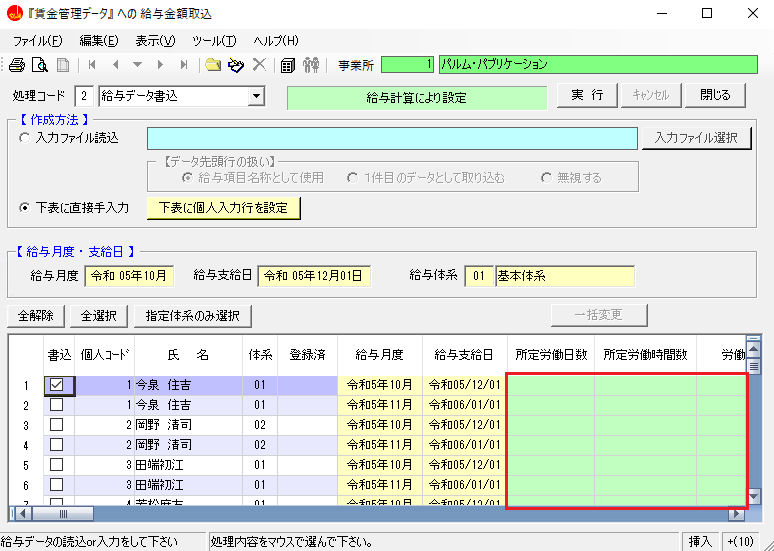 『賃金管理データ』への 給与金額取込
ファイル(F) 編集(E) 表示(V) ツール(T) ヘルプ(H)
事業所 1 パルム・パブリケーション
処理コード 2 給与データ書込 給与計算により設定 実 行 キャンセル 閉じる
【 作成方法 】
入力ファイル読込 入力ファイル選択
【データ先頭行の扱い】
給与項目名称として使用 1件目のデータとして取り込む 無視する
下表に直接手入力 下表に個人入力行を設定
【 給与月度・支給日 】
給与月度 令和 05年10月 給与支給日 令和 05年12月01日 給与体系 01 基本体系
全解除 全選択 指定体系のみ選択 一括変更
書込 個人コード 氏 名 体系 登録済 給与月度 給与支給日 所定労働日数 所定労働時間数 労働
1 1 今泉 住吉 01 令和5年10月 令和05/12/01
2 1 今泉 住吉 01 令和5年11月 令和06/01/01
3 2 岡野 清司 02 令和5年10月 令和05/12/01
4 2 岡野 清司 02 令和5年11月 令和06/01/01
5 3 田端初江 01 令和5年10月 令和05/12/01
6 3 田端初江 01 令和5年11月 令和06/01/01
7 4 若松麻衣 01 令和5年10月 令和05/12/01
給与データの読込or入力をして下さい 処理内容をマウスで選んで下さい。 挿入 +(10)